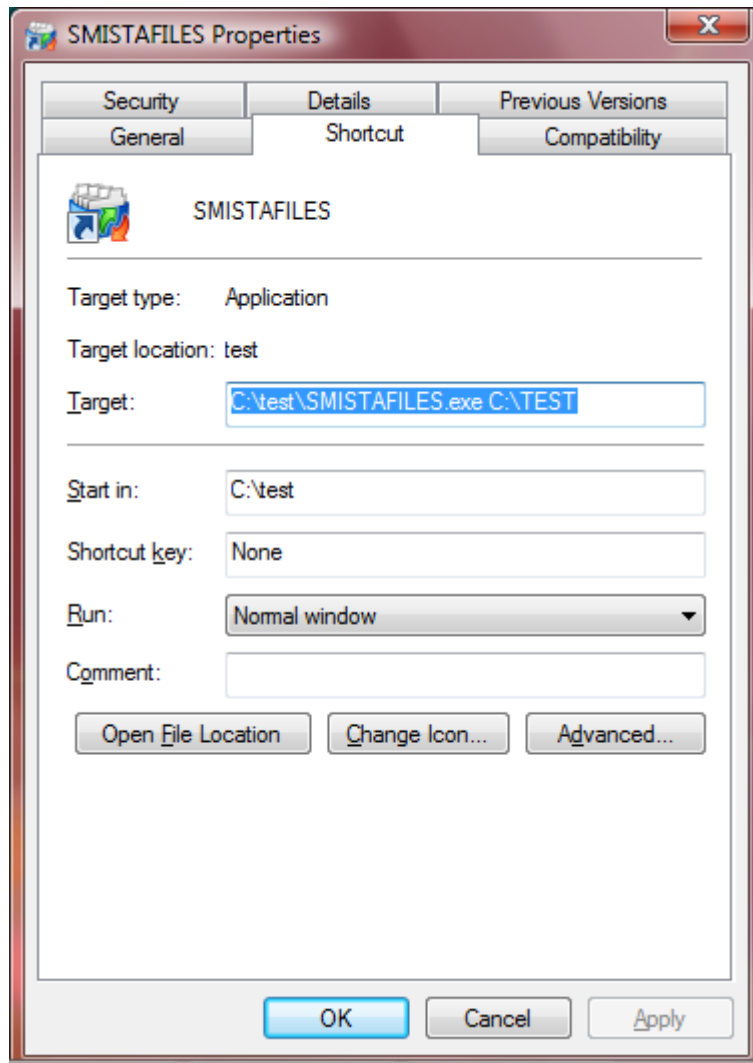 SMISTAFILES Properties
Security Details Previous Versions
General Shortcut Compatibility
SMISTAFILES
Target type: Application
Target location: test
Target: C:\test\SMISTAFILES.exe C:\TEST
Start in: C:\test
Shortcut key: None
Run: Normal window
Comment:
Open File Location Change Icon... Advanced...
OK Cancel Apply